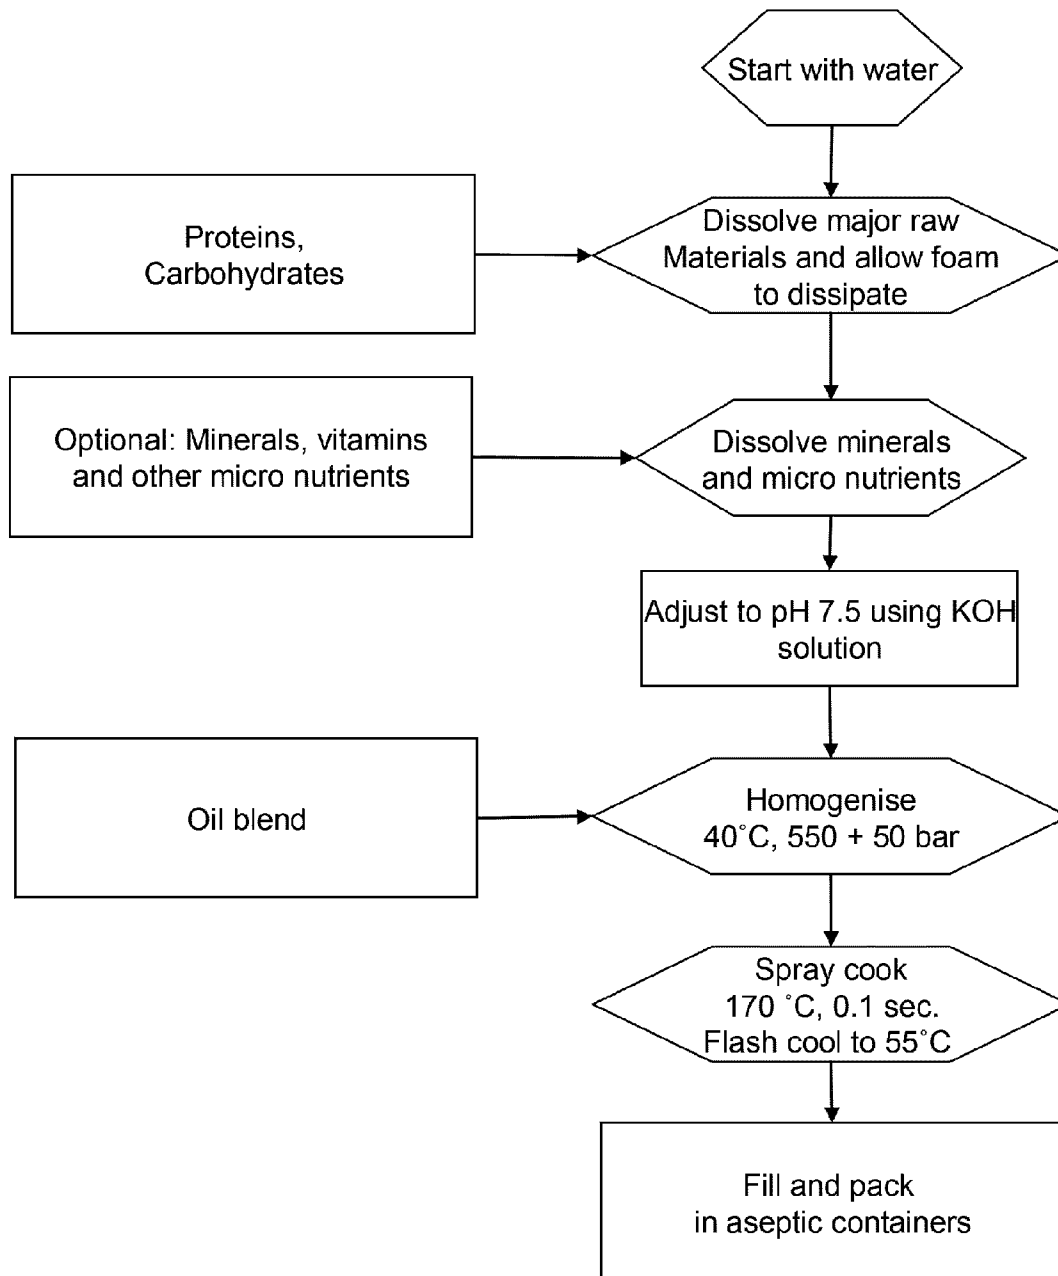 Start with water
Proteins,
Carbohydrates
Dissolve major raw
Materials and allow foam
to dissipate
Optional: Minerals, vitamins
and other micro nutrients
Dissolve minerals
and micro nutrients
Adjust to pH 7.5 using KOH
solution
Oil blend
Homogenise
40˚C, 550 + 50 bar
Spray cook
170 ˚C, 0.1 sec.
Flash cool to 55˚C
Fill and pack
in aseptic containers